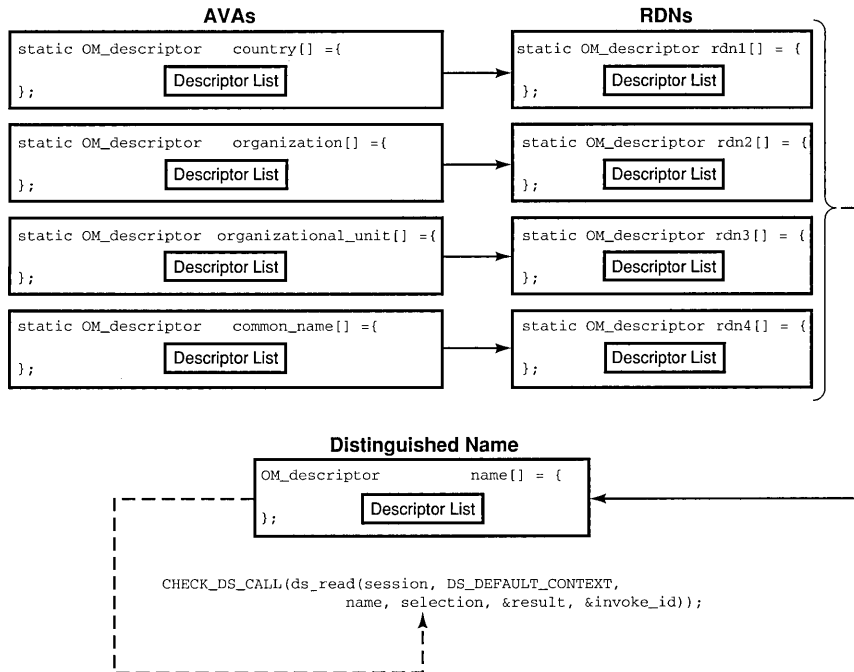 AVAs
RDNs
static OM_descriptor country[] ={
Descriptor List
};
static OM_descriptor rdn1[] = {
Descriptor List
};
static OM_descriptor organization[] ={
Descriptor List
};
static OM_descriptor rdn2[] = {
Descriptor List
};
static OM_descriptor organizational_unit[] ={
Descriptor List
};
static OM_descriptor rdn3[] = {
Descriptor List
};
static OM_descriptor common_name[] ={
Descriptor List
};
static OM_descriptor rdn4[] = {
Descriptor List
};
Distinguished Name
OM_descriptor name[] = {
Descriptor List
};
CHECK_DS_CALL(ds_read(session, DS_DEFAULT_CONTEXT,
name, selection, &result, &invoke_id));